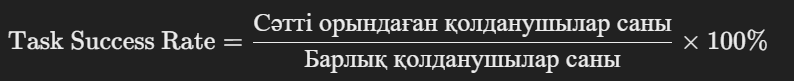 Task Success Rate = Сәтті орындаған қолданушылар саны / Барлық қолданушылар саны × 100%